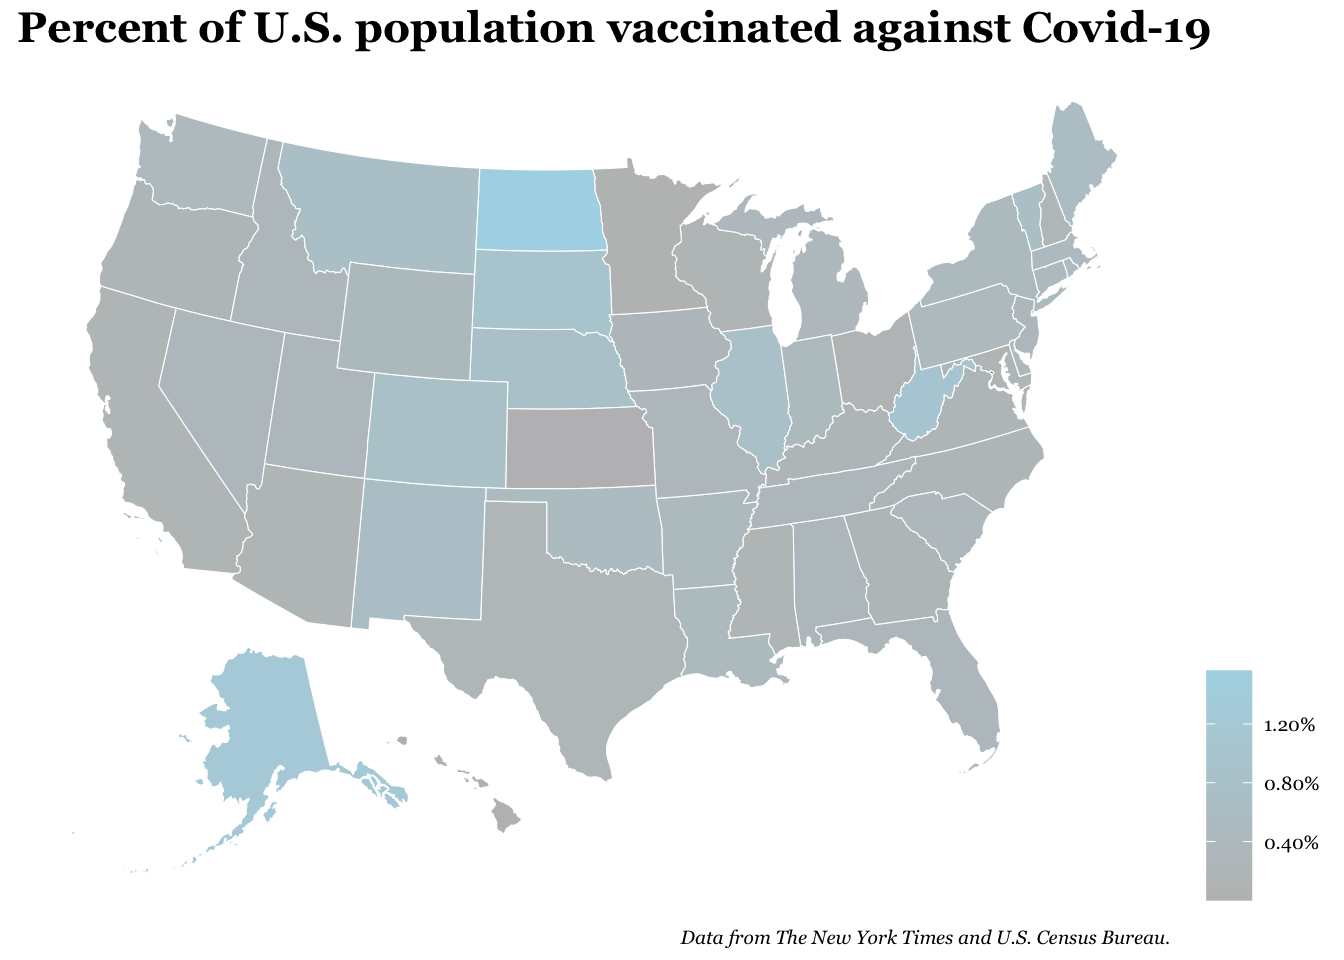 Percent of U.S. population vaccinated against Covid-19
1.20%
0.80%
0.40%
Data from The New York Times and U.S. Census Bureau.